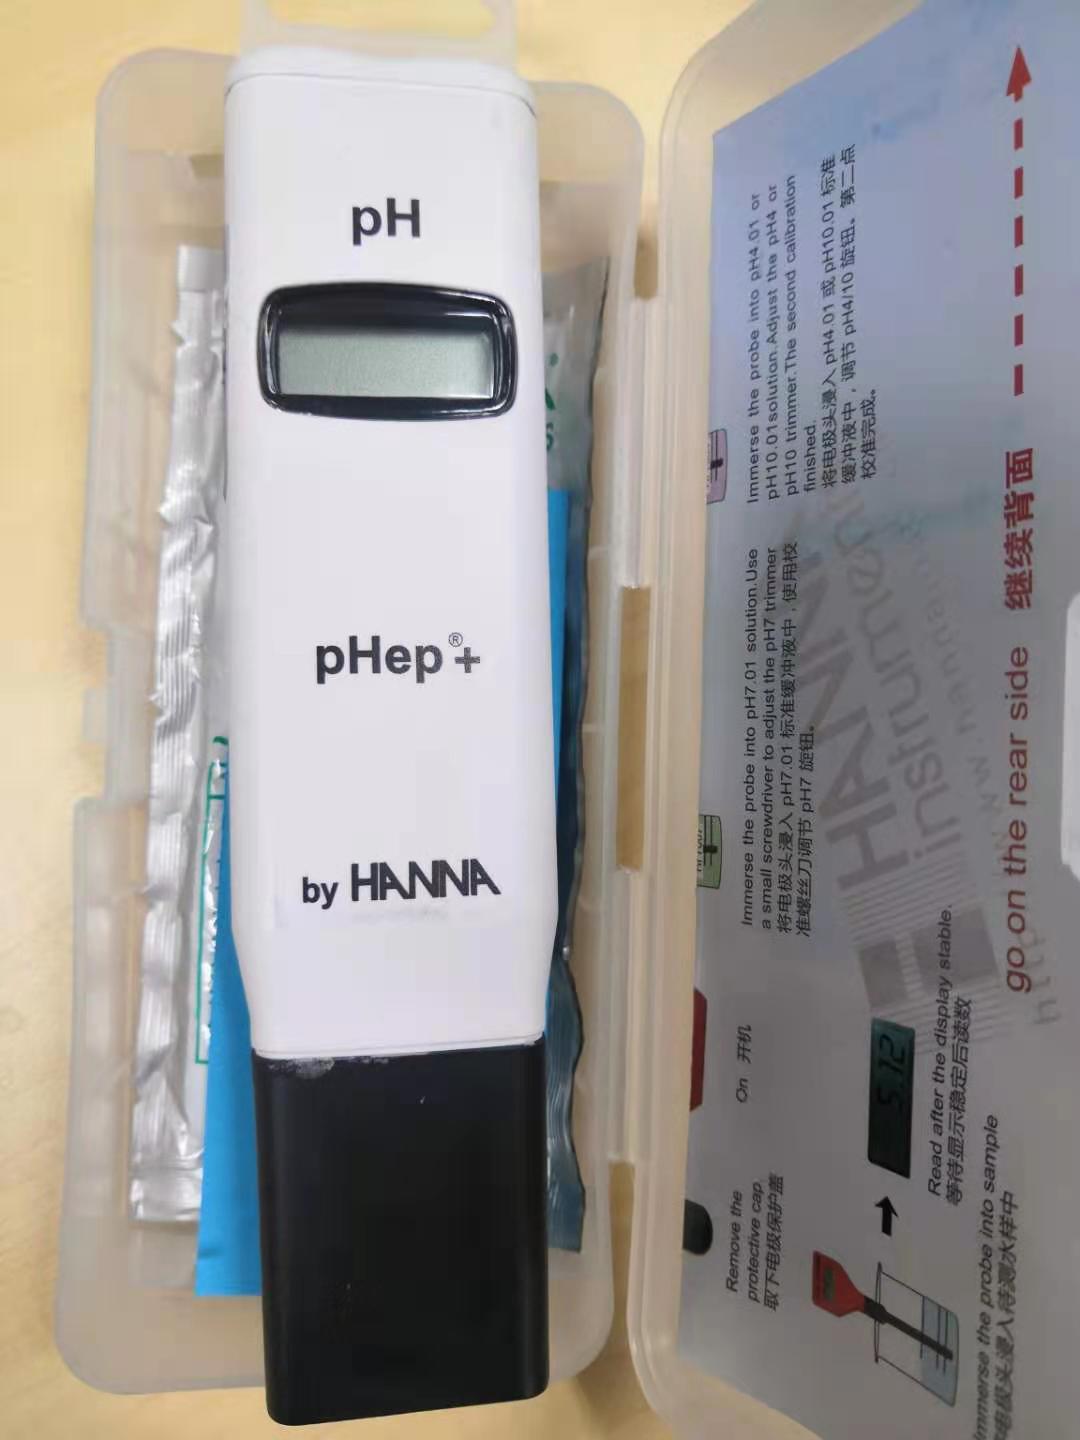 pH
pHep®+
by HANNA
Immerse the probe into pH4.01 or
pH10.01solution.Adjust the pH4 or
pH10 trimmer.The second calibration
finished.
将电极头浸入 pH4.01 或 pH10.01 标准
缓冲液中，调节 pH4/10 旋钮。第二点
校准完成。
Immerse the probe into pH7.01 solution.Use
a small screwdriver to adjust the pH7 trimmer
将电极头浸入 pH7.01 标准缓冲液中，使用校
准螺丝刀调节 pH7 旋钮。
On 开机
Remove the
protective cap.
取下电极保护盖
5.12
Read after the display stable.
等待显示稳定后读数
Immerse the probe into sample
电极头浸入待测水样中
go on the rear side 继续背面
HANNA
instruments